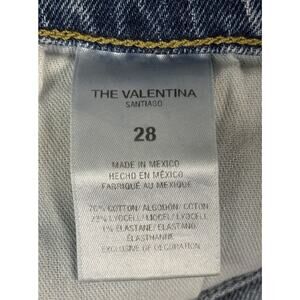 THE VALENTINA
SANTIAGO
28
MADE IN MEXICO
HECHO EN MÉXICO
FABRIQUÉ AU MEXIQUE
76% COTTON/ALGODÓN/COTON
23% LYOCELL/LIOCEL/LYOCELL
1% ELASTANE/ELASTANO
ELASTHANNE
EXCLUSIVE OF DECORATION